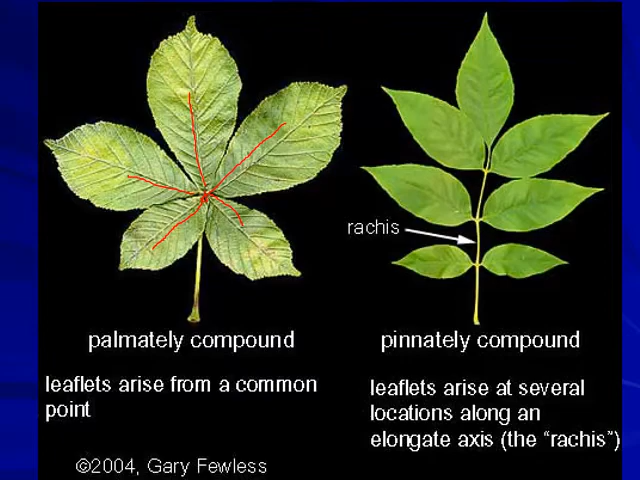 rachis
palmately compound
pinnately compound
leaflets arise from a common
point
leaflets arise at several
locations along an
elongate axis (the “rachis”)
©2004, Gary Fewless